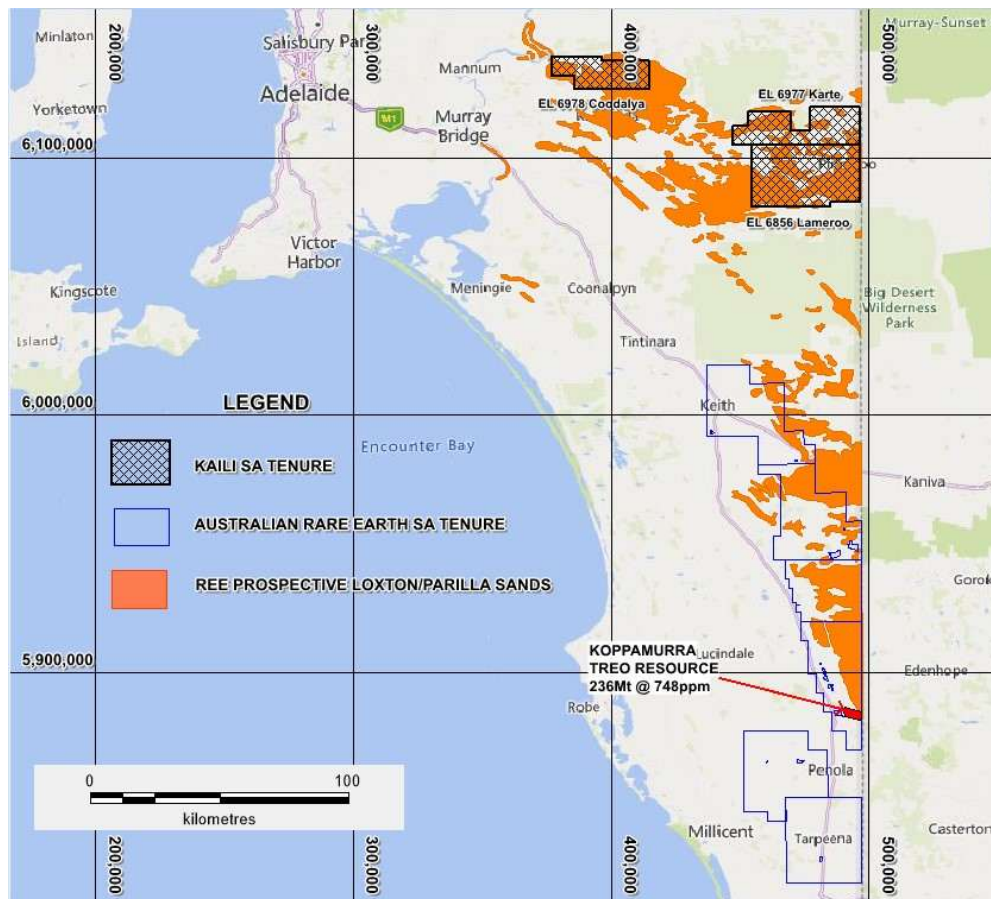 Minlaton
200,000
Salisbury Par
300,000
400,000
500,000
Murray-Sunset
Mannum
Yorketown
Adelaide
M1
EL 6978 Coodalya
EL 6977 Karte
Murray
Bridge
6,100,000
EL 6856 Lameroo
Victor
Harbor
Kingscote
Meningie
Coonalpyn
Big Desert
Wilderness
Park
Island
Tintinara
6,000,000
LEGEND
Keith
Encounter Bay
KAILI SA TENURE
Kaniva
AUSTRALIAN RARE EARTH SA TENURE
REE PROSPECTIVE LOXTON/PARILLA SANDS
Gorok
KOPPAMURRA
TREO RESOURCE
236Mt @ 748ppm
Lucindale
5,900,000
Edenhope
Robe
0
100
kilometres
Penola
Millicent
Tarpeena
Casterton
200,000
300,000
400,000
500,000